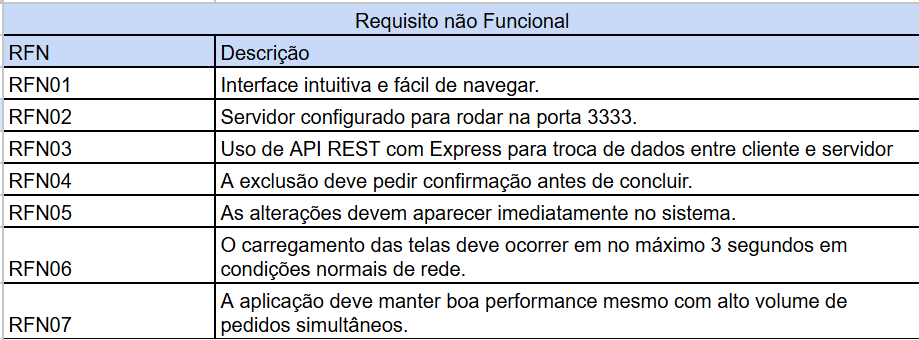 Requisito não Funcional
RFN Descrição
RFN01 Interface intuitiva e fácil de navegar.
RFN02 Servidor configurado para rodar na porta 3333.
RFN03 Uso de API REST com Express para troca de dados entre cliente e servidor
RFN04 A exclusão deve pedir confirmação antes de concluir.
RFN05 As alterações devem aparecer imediatamente no sistema.
O carregamento das telas deve ocorrer em no máximo 3 segundos em
RFN06 condições normais de rede.
A aplicação deve manter boa performance mesmo com alto volume de
RFN07 pedidos simultâneos.